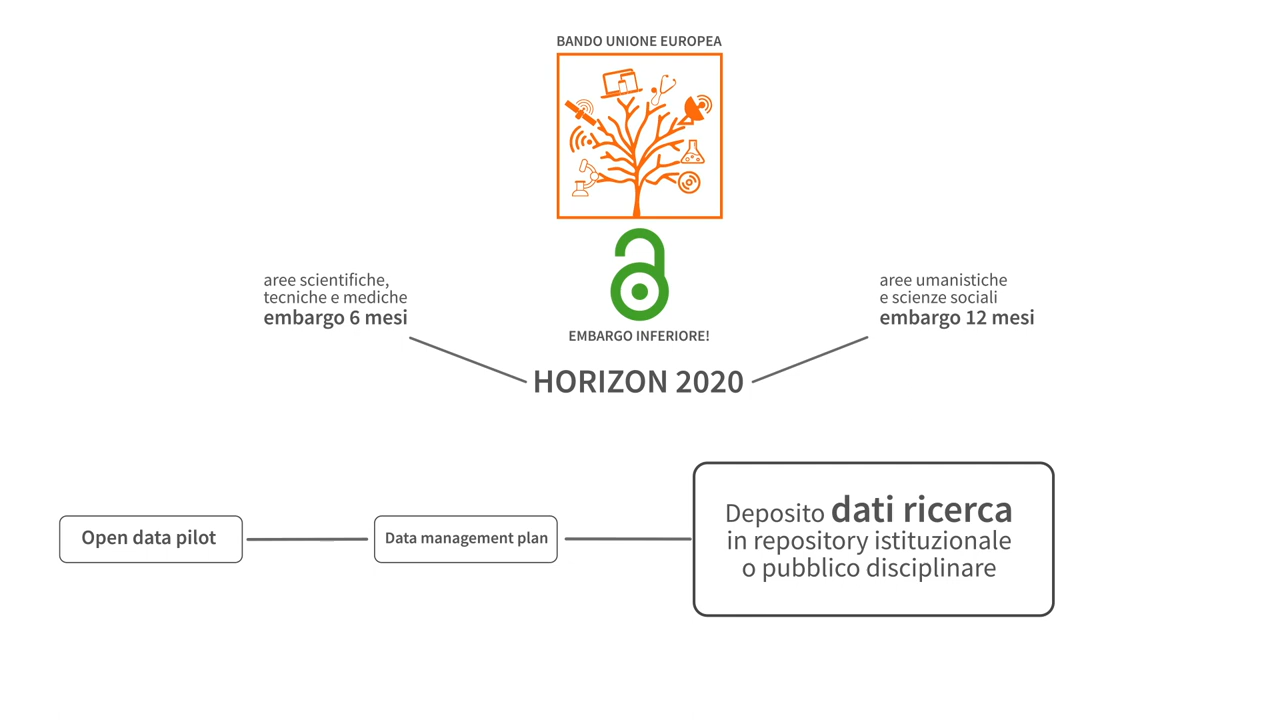 BANDO UNIONE EUROPEA
aree scientifiche,
tecniche e mediche
embargo 6 mesi
aree umanistiche
e scienze sociali
embargo 12 mesi
EMBARGO INFERIORE!
HORIZON 2020
Open data pilot
Data management plan
Deposito dati ricerca
in repository istituzionale
o pubblico disciplinare